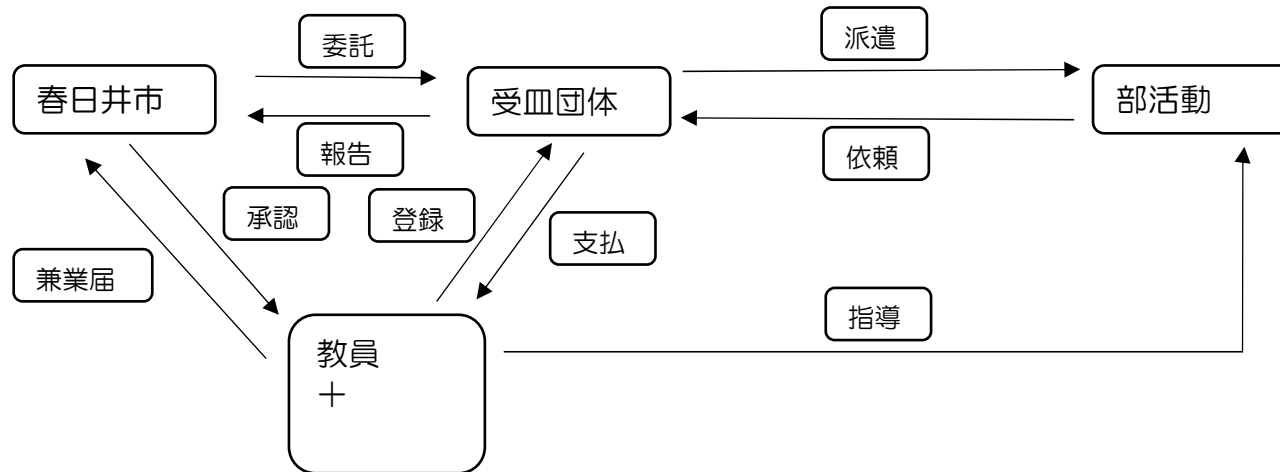 委託
派遣
春日井市
受皿団体
部活動
報告
依頼
承認
登録
支払
兼業届
指導
教員
＋